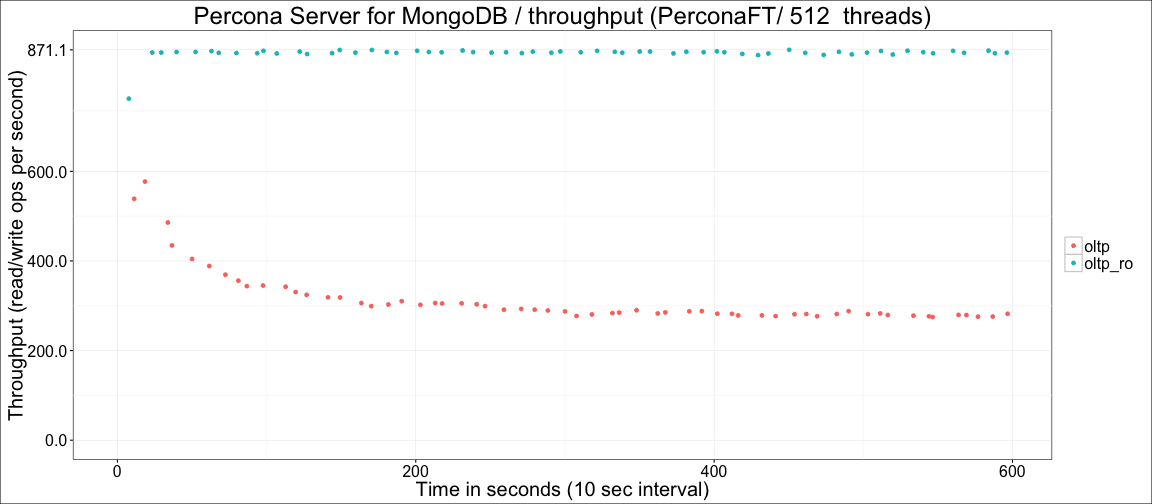 Percona Server for MongoDB / throughput (PerconaFT/ 512  threads)
Throughput (read/write ops per second)
871.1
600.0
400.0
200.0
0.0
0
200
400
600
Time in seconds (10 sec interval)
oltp
oltp_ro